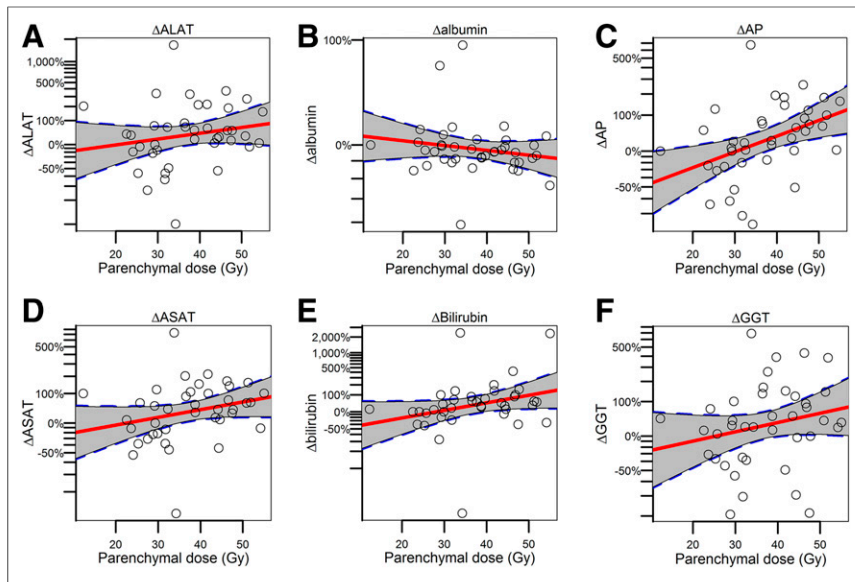 A
ΔALAT
1,000%
500%
100%
0%
-50%
ΔALAT
20 30 40 50
Parenchymal dose (Gy)
B
Δalbumin
100%
0%
Δalbumin
20 30 40 50
Parenchymal dose (Gy)
C
ΔAP
500%
100%
0%
-50%
ΔAP
20 30 40 50
Parenchymal dose (Gy)
D
ΔASAT
500%
100%
0%
-50%
ΔASAT
20 30 40 50
Parenchymal dose (Gy)
E
ΔBilirubin
2,000%
1,000%
500%
100%
0%
-50%
Δbilirubin
20 30 40 50
Parenchymal dose (Gy)
F
ΔGGT
500%
100%
0%
-50%
ΔGGT
20 30 40 50
Parenchymal dose (Gy)